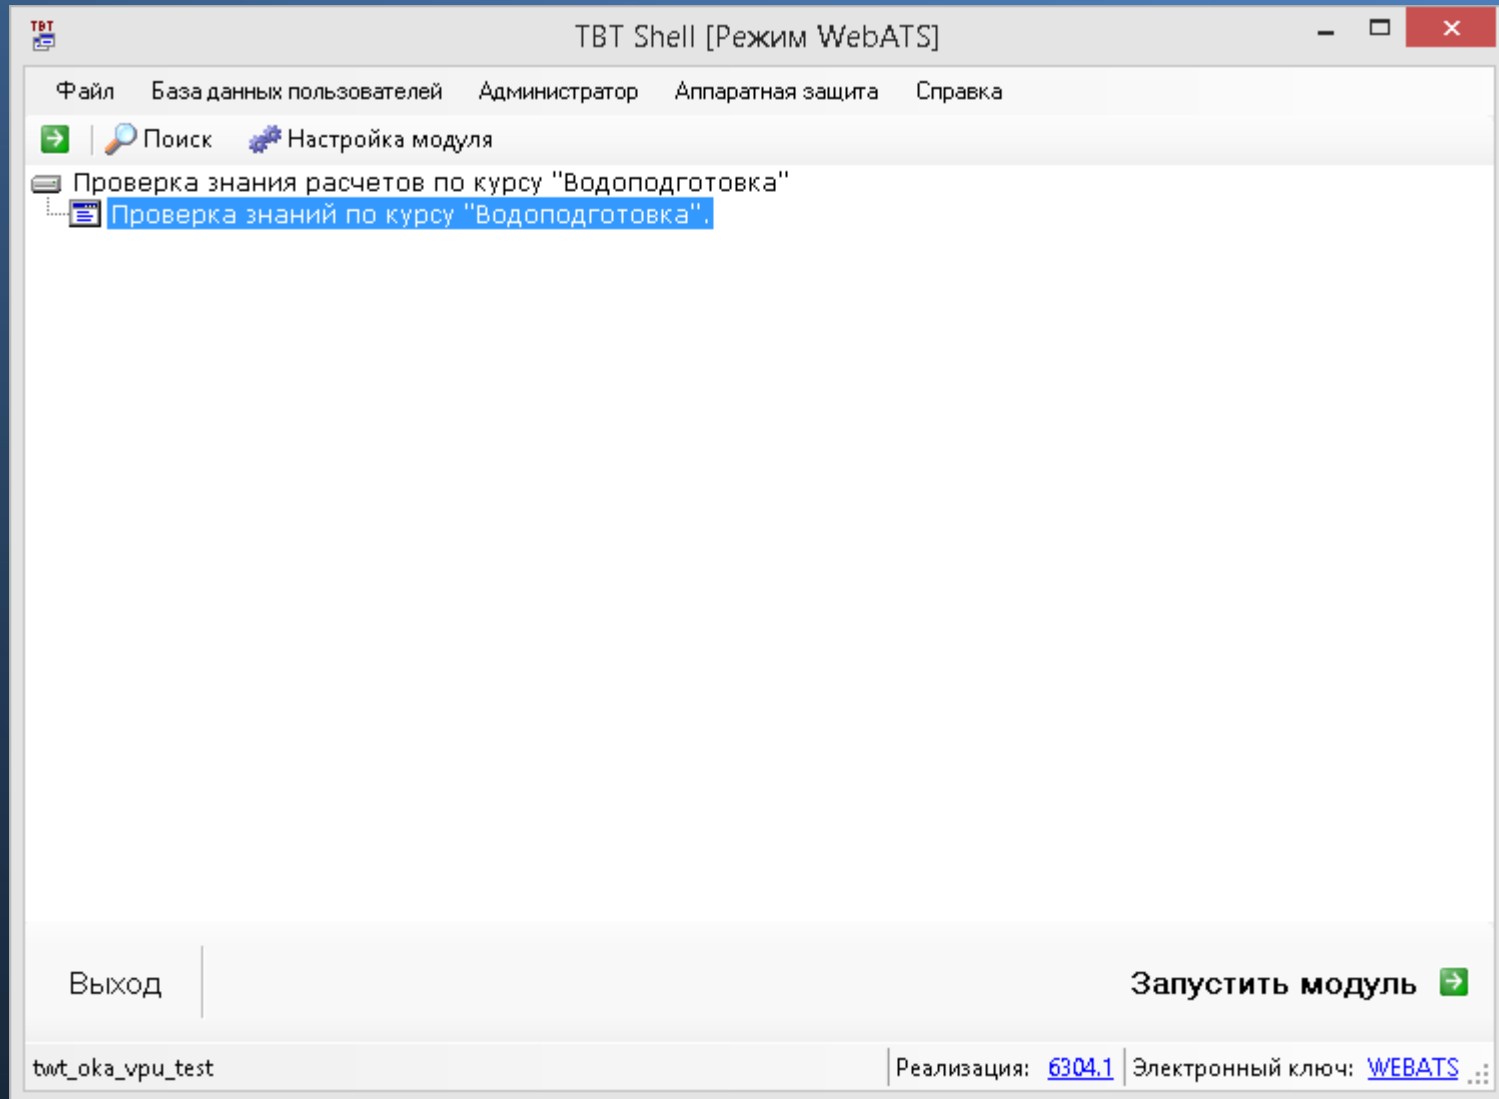 ТВТ
TBT Shell [Режим WebATS]
Файл База данных пользователей Администратор Аппаратная защита Справка
Поиск Настройка модуля
Проверка знания расчетов по курсу "Водоподготовка"
Проверка знаний по курсу "Водоподготовка".
Выход Запустить модуль
twt_oka_vpu_test Реализация: 6304.1 Электронный ключ: WEBATS